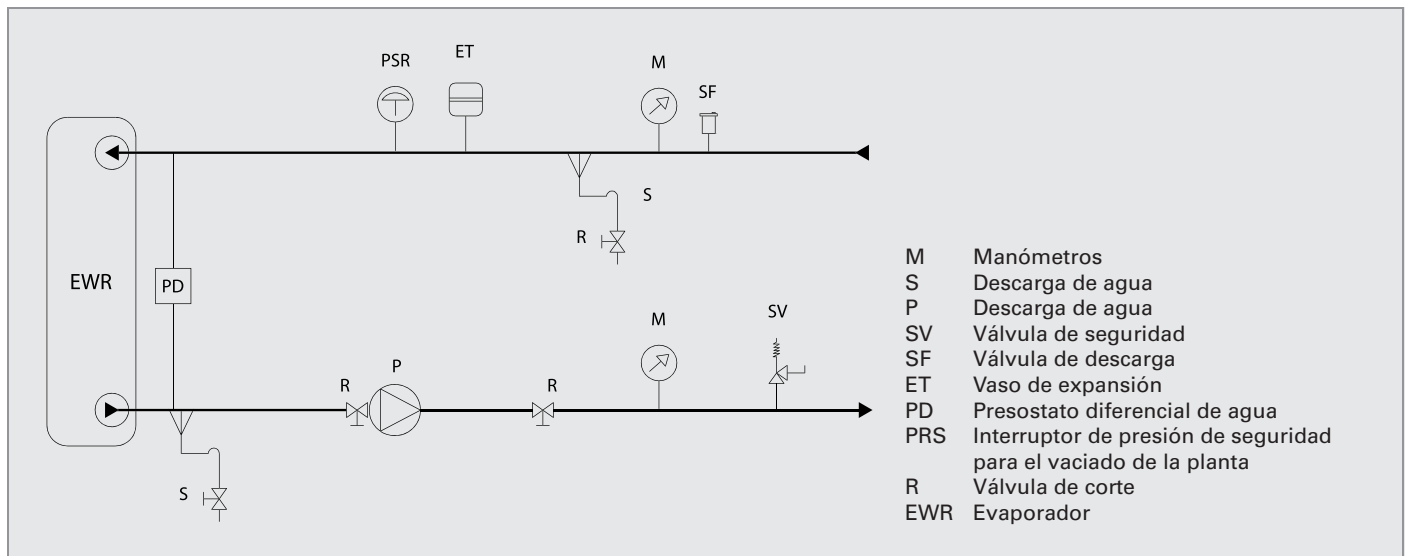 PSR
ET
M
SF
S
R
EWR
PD
M
SV
P
R
R
S
M Manómetros
S Descarga de agua
P Descarga de agua
SV Válvula de seguridad
SF Válvula de descarga
ET Vaso de expansión
PD Presostato diferencial de agua
PRS Interruptor de presión de seguridad
para el vaciado de la planta
R Válvula de corte
EWR Evaporador